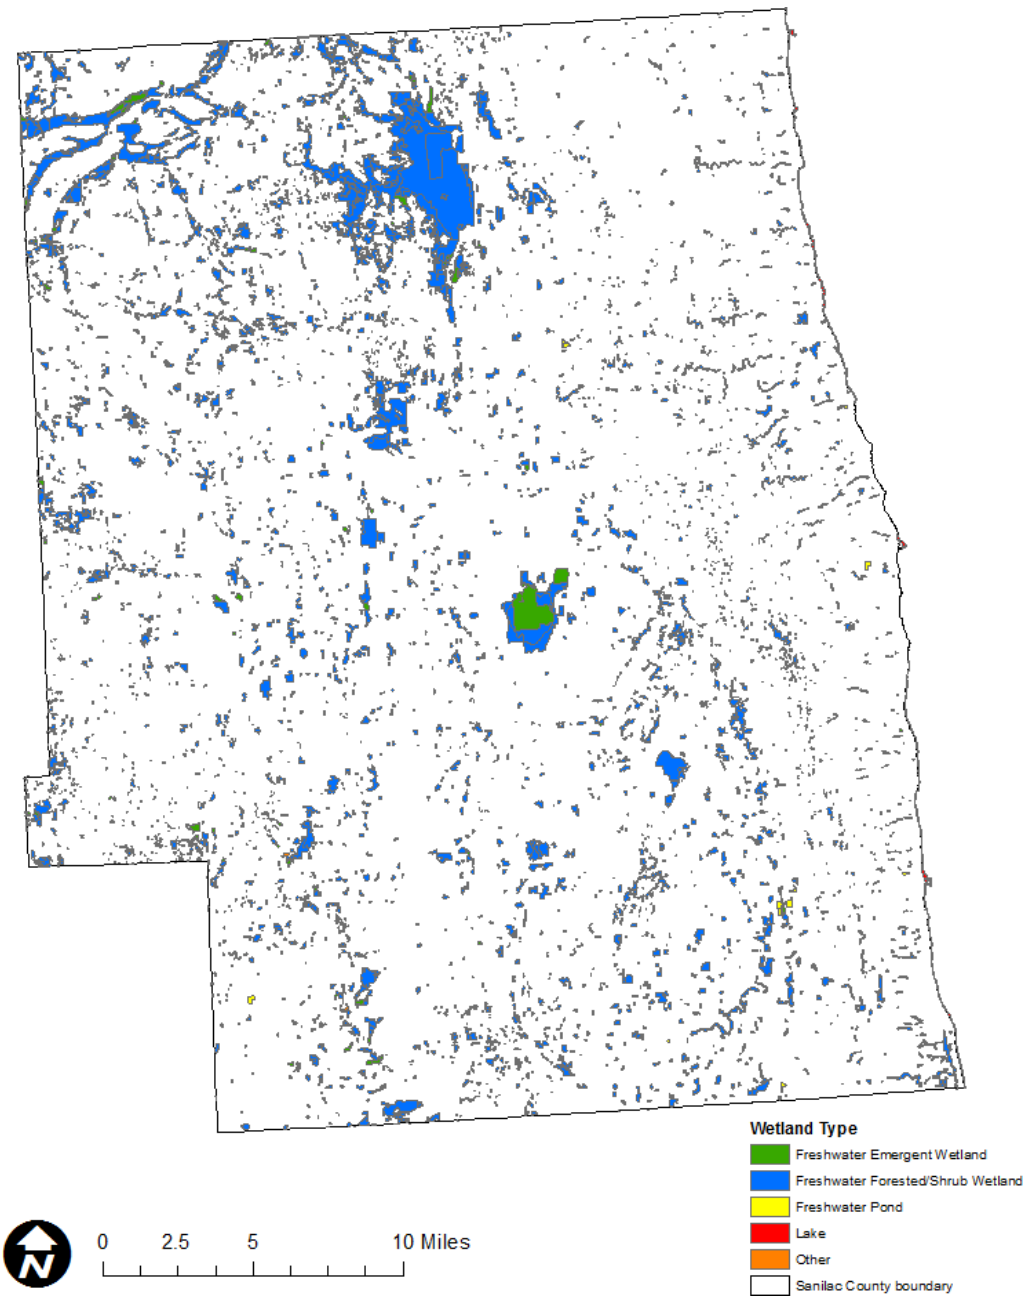 Wetland Type
Freshwater Emergent Wetland
Freshwater Forested/Shrub Wetland
Freshwater Pond
Lake
Other
Sanilac County boundary
N
0 2.5 5 10 Miles